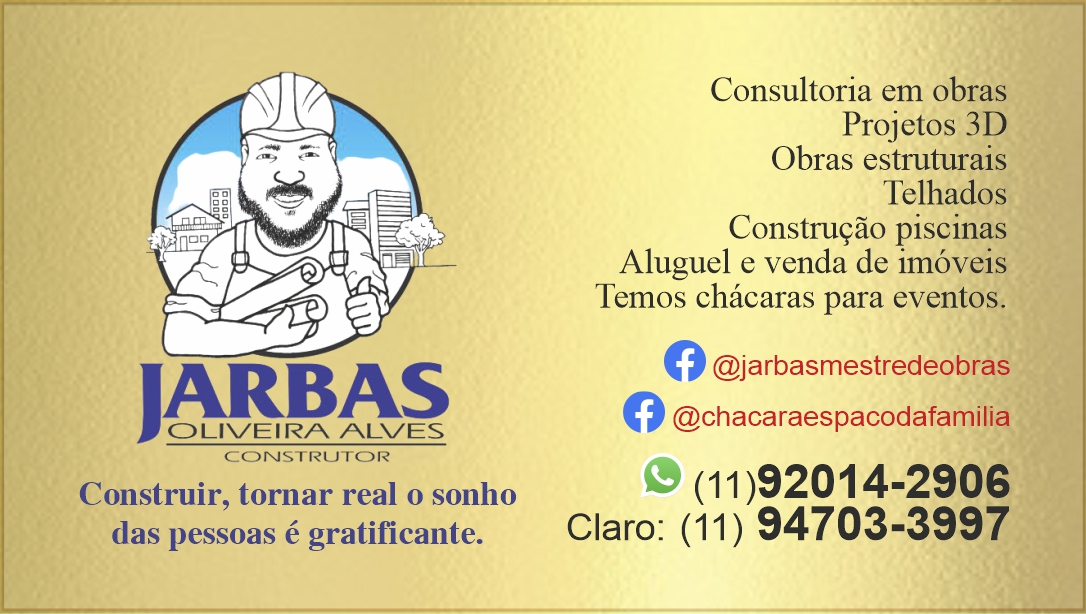 JARBAS
OLIVEIRA ALVES
CONSTRUTOR
Construir, tornar real o sonho
das pessoas é gratificante.
Consultoria em obras
Projetos 3D
Obras estruturais
Telhados
Construção piscinas
Aluguel e venda de imóveis
Temos chácaras para eventos.
@jarbasmestredeobras
@chacaraespacodafamilia
(11)92014-2906
Claro: (11) 94703-3997